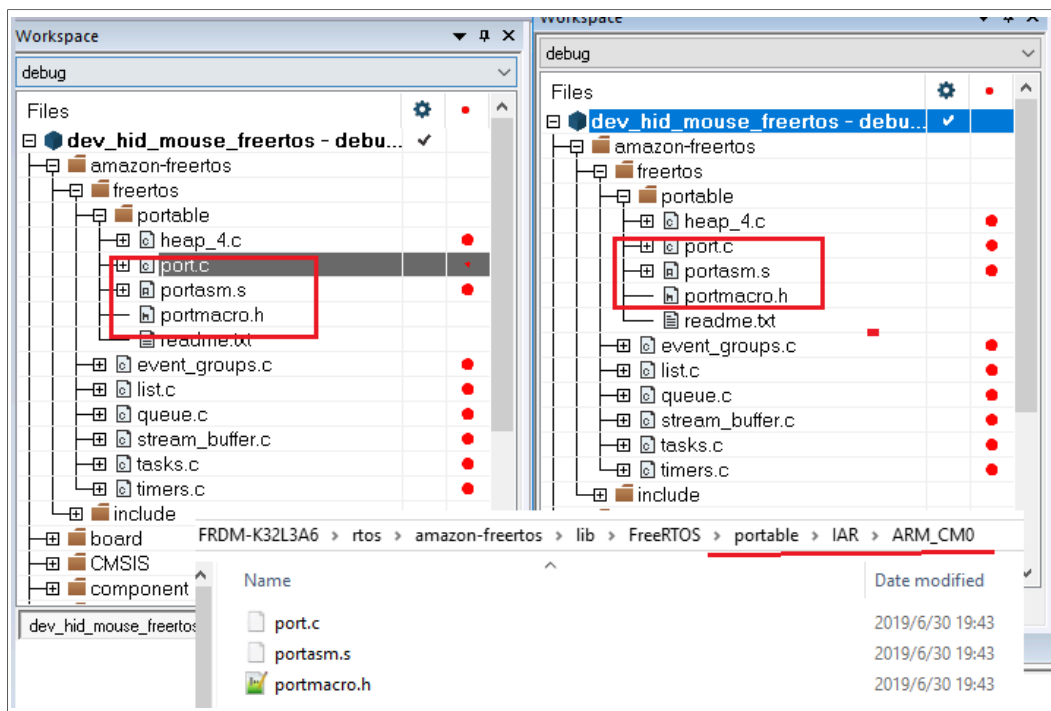 Workspace
debug
Files
dev_hid_mouse_freertos - debu...
amazon-freertos
freertos
portable
heap_4.c
port.c
portasm.s
portmacro.h
readme.txt
event_groups.c
list.c
queue.c
stream_buffer.c
tasks.c
timers.c
include
board
CMSIS
component
dev_hid_mouse_freertos
Workspace
debug
Files
dev_hid_mouse_freertos - debu...
amazon-freertos
freertos
portable
heap_4.c
port.c
portasm.s
portmacro.h
readme.txt
event_groups.c
list.c
queue.c
stream_buffer.c
tasks.c
timers.c
include
FRDM-K32L3A6 > rtos > amazon-freertos > lib > FreeRTOS > portable > IAR > ARM_CM0
Name Date modified
port.c 2019/6/30 19:43
portasm.s 2019/6/30 19:43
portmacro.h 2019/6/30 19:43